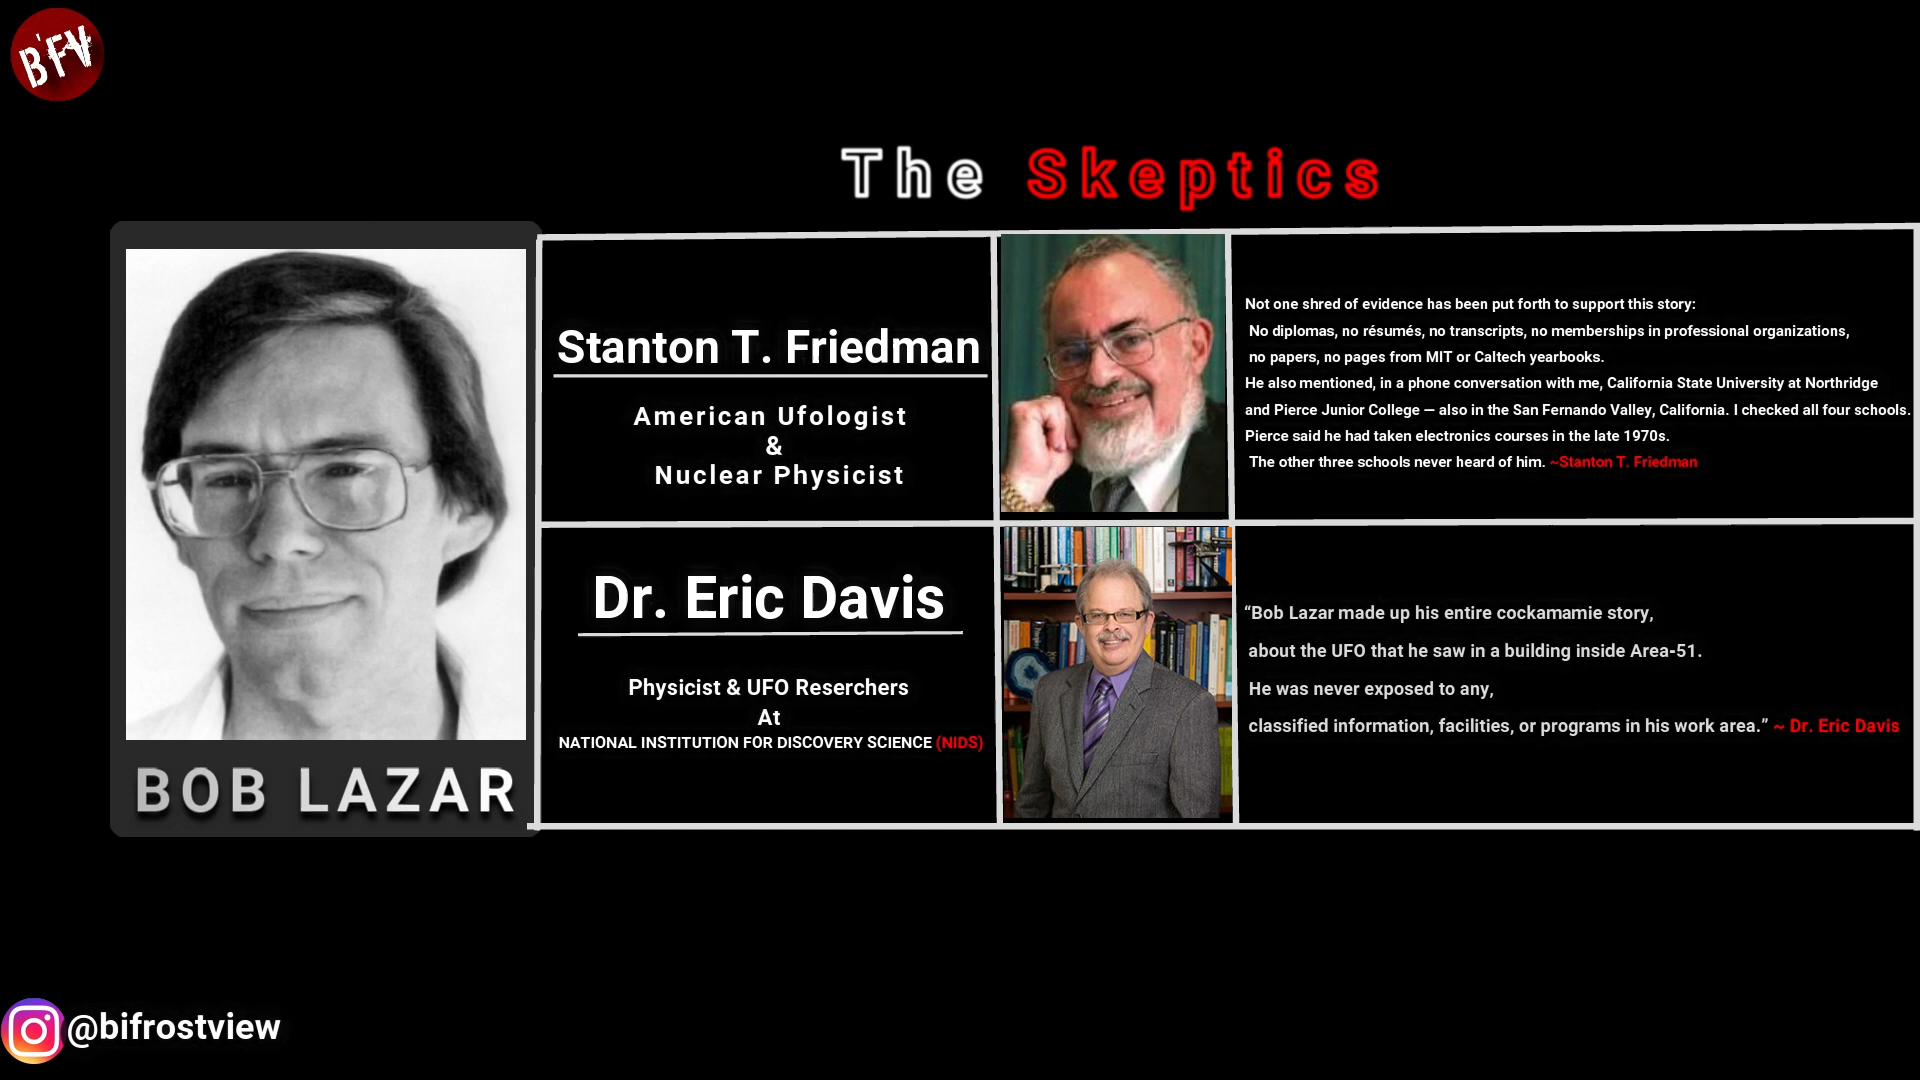 B'FV
The Skeptics
BOB LAZAR
Stanton T. Friedman
American Ufologist
&
Nuclear Physicist
Not one shred of evidence has been put forth to support this story:
No diplomas, no résumés, no transcripts, no memberships in professional organizations,
no papers, no pages from MIT or Caltech yearbooks.
He also mentioned, in a phone conversation with me, California State University at Northridge
and Pierce Junior College — also in the San Fernando Valley, California. I checked all four schools.
Pierce said he had taken electronics courses in the late 1970s.
The other three schools never heard of him. ~Stanton T. Friedman
Dr. Eric Davis
Physicist & UFO Reserchers
At
NATIONAL INSTITUTION FOR DISCOVERY SCIENCE (NIDS)
“Bob Lazar made up his entire cockamamie story,
about the UFO that he saw in a building inside Area-51.
He was never exposed to any,
classified information, facilities, or programs in his work area.” ~ Dr. Eric Davis
@bifrostview